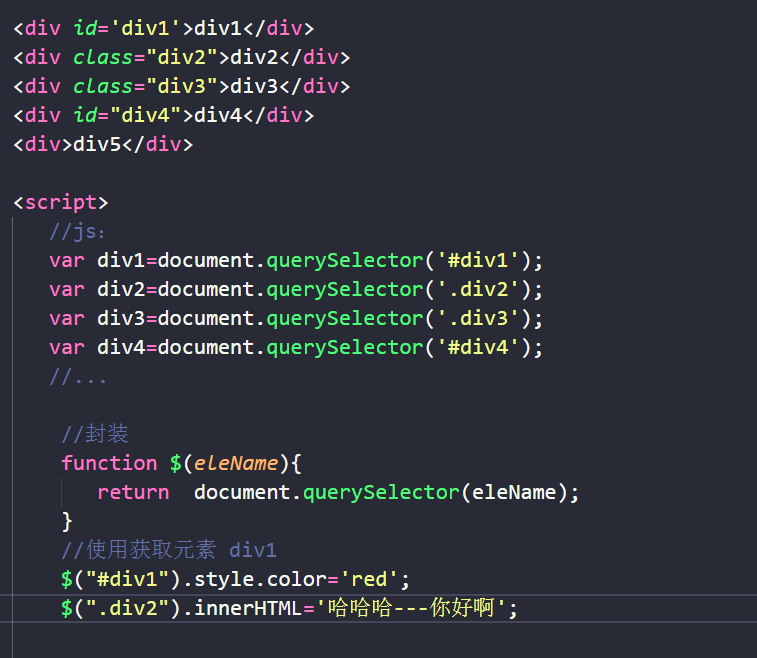 <div id='div1'>div1</div>
<div class="div2">div2</div>
<div class="div3">div3</div>
<div id="div4">div4</div>
<div>div5</div>
<script>
//js:
var div1=document.querySelector('#div1');
var div2=document.querySelector('.div2');
var div3=document.querySelector('.div3');
var div4=document.querySelector('#div4');
//...
//封装
function $(eleName){
return  document.querySelector(eleName);
}
//使用获取元素 div1
$("#div1").style.color='red';
$(".div2").innerHTML='哈哈哈---你好啊';